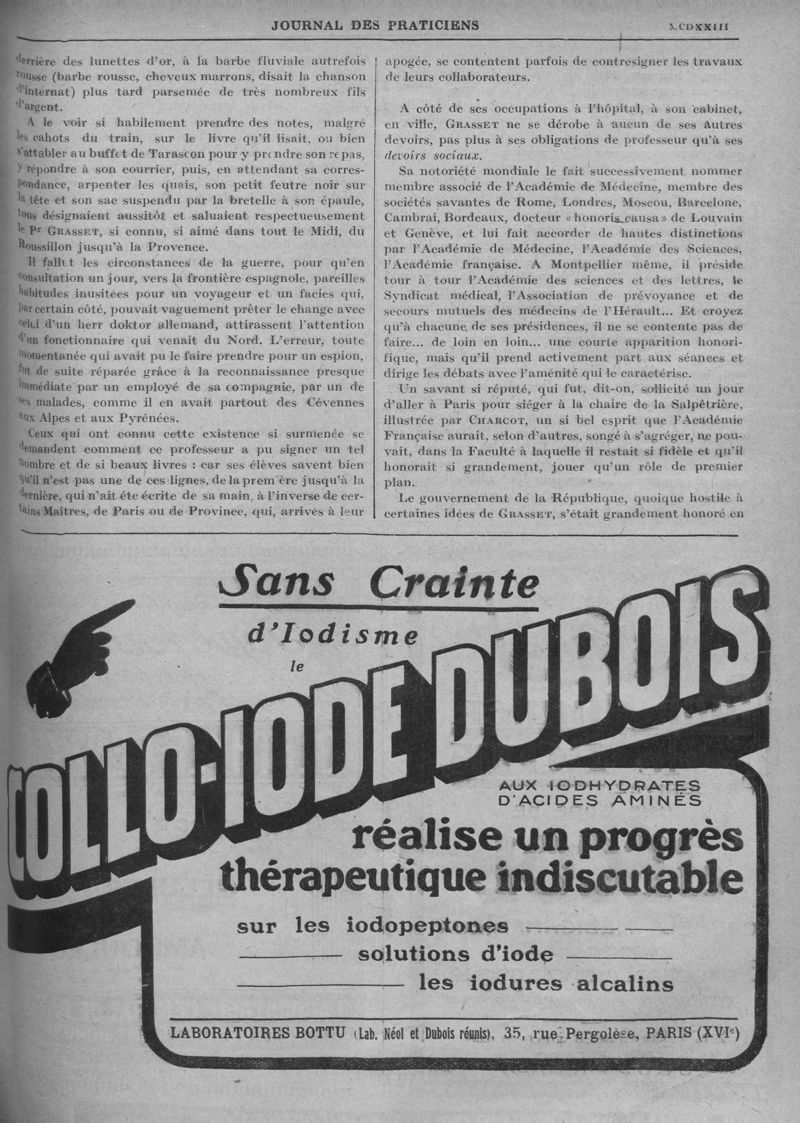 JOURNAL DES PRATICIENS
MCDXXIII
derrière des lunettes d'or, à la barbe fluviale autrefois
rousse (barbe rousse, cheveux marrons, disait la chanson
d'internat) plus tard parsemée de très nombreux fils
d'argent.
A le voir si habilement prendre des notes, malgré
les cahots du train, sur le livre qu'il lisait, ou bien
s'attabler au buffet de Tarascon pour y prendre son repas,
y répondre à son courrier, puis, en attendant sa corres-
pondance, arpenter les quais, son petit feutre noir sur
la tête et son sac suspendu par la bretelle à son épaule,
tous désignaient aussitôt et saluaient respectueusement
le Pr GRASSET, si connu, si aimé dans tout le Midi, du
Roussillon jusqu'à la Provence.
Il fallut les circonstances de la guerre, pour qu'en
consultation un jour, vers la frontière espagnole, pareilles
habitudes inusitées pour un voyageur et un facies qui,
par certain côté, pouvait vaguement prêter le change avec
celui d'un herr doktor allemand, attirassent l'attention
d'un fonctionnaire qui venait du Nord. L'erreur, toute
momentanée qui avait pu le faire prendre pour un espion,
fut de suite réparée grâce à la reconnaissance presque
immédiate par un employé de sa compagnie, par un de
ses malades, comme il en avait partout des Cévennes
aux Alpes et aux Pyrénées.
Ceux qui ont connu cette existence si surmenée se
demandent comment ce professeur a pu signer un tel
nombre et de si beaux livres : car ses élèves savent bien
qu'il n'est pas une de ces lignes, de la première jusqu'à la
dernière, qui n'ait éte écrite de sa main, à l'inverse de cer-
tains Maîtres, de Paris ou de Province, qui, arrivés à leur
apogée, se contentent parfois de contresigner les travaux
de leurs collaborateurs.
A côté de ses occupations à l'hôpital, à son cabinet,
en ville, GRASSET ne se dérobe à aucun de ses autres
devoirs, pas plus à ses obligations de professeur qu'à ses
devoirs sociaux.
Sa notoriété mondiale le fait successivement nommer
membre associé de l'Académie de Médecine, membre des
sociétés savantes de Rome, Londres, Moscou, Barcelone,
Cambrai, Bordeaux, docteur « honoris causa » de Louvain
et Genève, et lui fait accorder de hautes distinctions
par l'Académie de Médecine, l'Académie des Sciences,
l'Académie française. A Montpellier même, il préside
tour à tour l'Académie des sciences et des lettres, le
Syndicat médical, l'Association de prévoyance et de
secours mutuels des médecins de l'Hérault... Et croyez
qu'à chacune de ses présidences, il ne se contente pas de
faire... de loin en loin... une courte apparition honori-
fique, mais qu'il prend activement part aux séances et
dirige les débats avec l'aménité qui le caractérise.
Un savant si réputé, qui fut, dit-on, sollicité un jour
d'aller à Paris pour siéger à la chaire de la Salpêtrière,
illustrée par CHARCOT, un si bel esprit que l'Académie
Française aurait, selon d'autres, songé à s'agréger, ne pou-
vait, dans la Faculté à laquelle il restait si fidèle et qu'il
honorait si grandement, jouer qu'un rôle de premier
plan.
Le gouvernement de la République, quoique hostile à
certaines idées de GRASSET, s'était grandement honoré en
Sans Crainte
d'Iodisme
le
COLLO-IODE DUBOIS
AUX IODHYDRATES
D'ACIDES AMINÉS
réalise un progrès
thérapeutique indiscutable
sur les iodopeptones
solutions d'iode
les iodures alcalins
LABORATOIRES BOTTU (Lab. Néol et Dubois réunis), 35, rue Pergolèse, PARIS (XVIe)